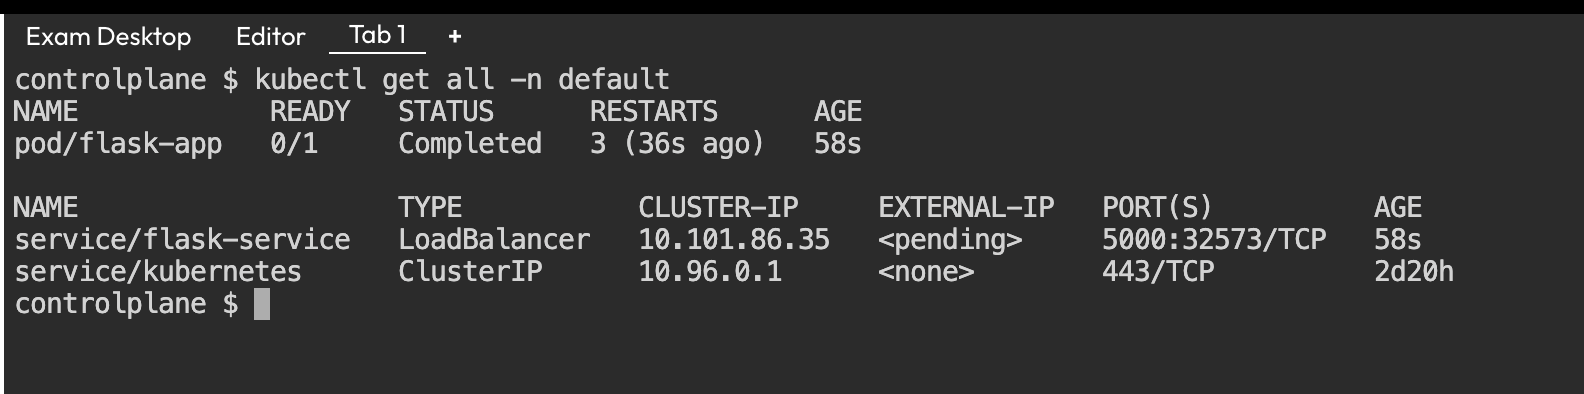 Exam Desktop Editor Tab 1 +
controlplane $ kubectl get all -n default
NAME READY STATUS RESTARTS AGE
pod/flask-app 0/1 Completed 3 (36s ago) 58s
NAME TYPE CLUSTER-IP EXTERNAL-IP PORT(S) AGE
service/flask-service LoadBalancer 10.101.86.35 <pending> 5000:32573/TCP 58s
service/kubernetes ClusterIP 10.96.0.1 <none> 443/TCP 2d20h
controlplane $